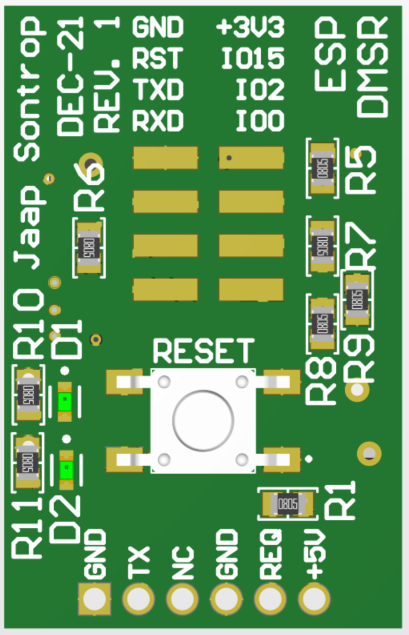 Jaap Sontrop
DEC-21
REV. 1
GND +3V3
RST IO15
TXD IO2
RXD IO0
ESP
DMSR
R5
R6
R7
0805
0805
0805
0805
0805
R8
R9
R10
D1
RESET
0805
0805
R11
D2
0805
R1
GND
TX
NC
GND
REQ
+5V